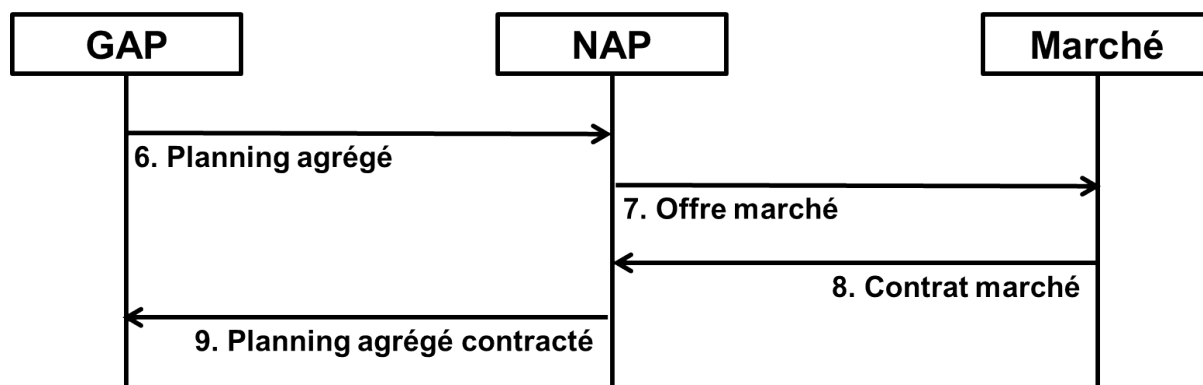 GAP
NAP
Marché
6. Planning agrégé
7. Offre marché
8. Contrat marché
9. Planning agrégé contracté